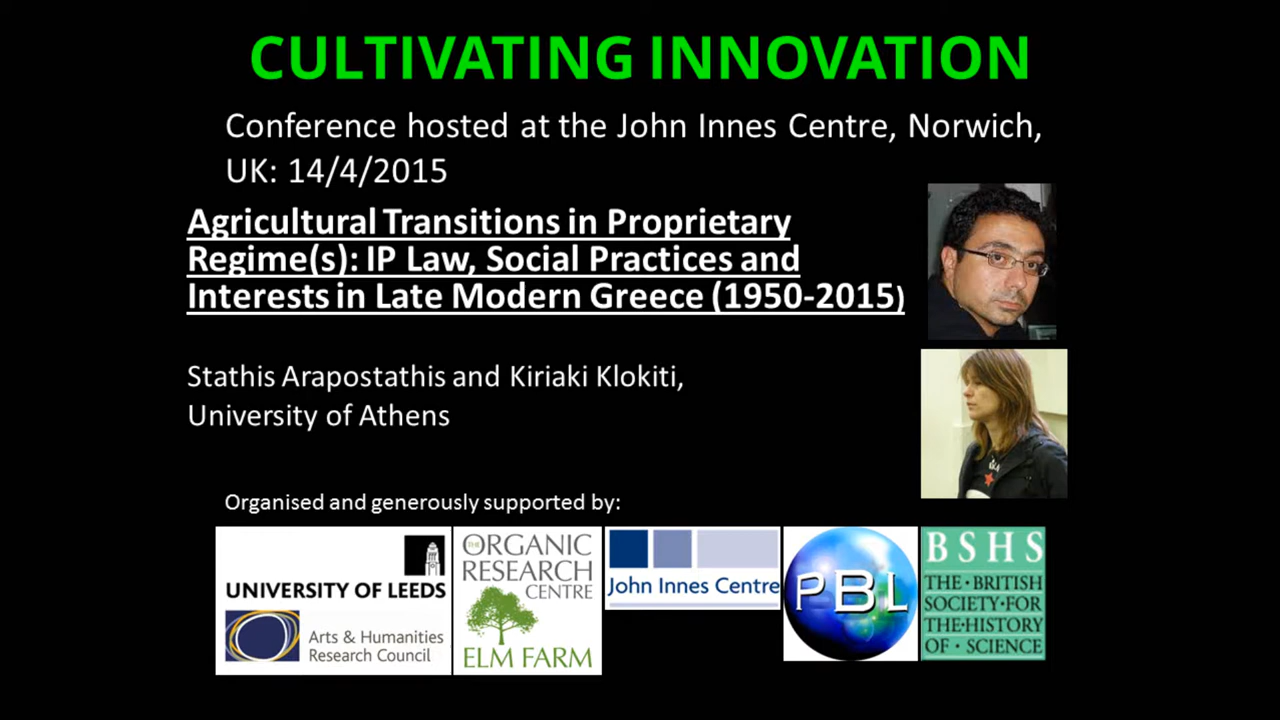 CULTIVATING INNOVATION
Conference hosted at the John Innes Centre, Norwich,
UK: 14/4/2015
Agricultural Transitions in Proprietary
Regime(s): IP Law, Social Practices and
Interests in Late Modern Greece (1950-2015)
Stathis Arapostathis and Kiriaki Klokiti,
University of Athens
Organised and generously supported by:
UNIVERSITY OF LEEDS
Arts & Humanities
Research Council
THE ORGANIC
RESEARCH
CENTRE
ELM FARM
John Innes Centre
PBL
BSHS
THE·BRITISH
SOCIETY·FOR
THE·HISTORY
OF·SCIENCE